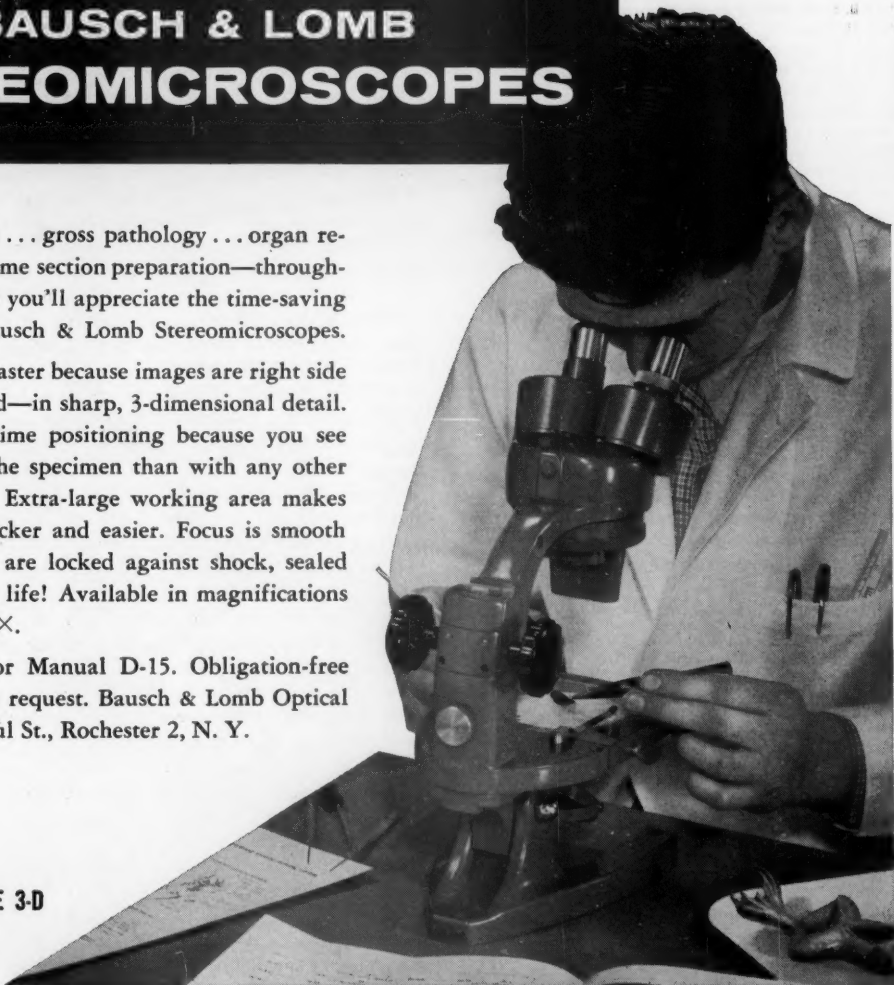 BAUSCH & LOMB
EOMICROSCOPES
... gross pathology ... organ re-
me section preparation—through-
you'll appreciate the time-saving
usch & Lomb Stereomicroscopes.
aster because images are right side
d—in sharp, 3-dimensional detail.
ime positioning because you see
he specimen than with any other
Extra-large working area makes
cker and easier. Focus is smooth
are locked against shock, sealed
life! Available in magnifications
×.
or Manual D-15. Obligation-free
request. Bausch & Lomb Optical
ul St., Rochester 2, N. Y.
E 3-D